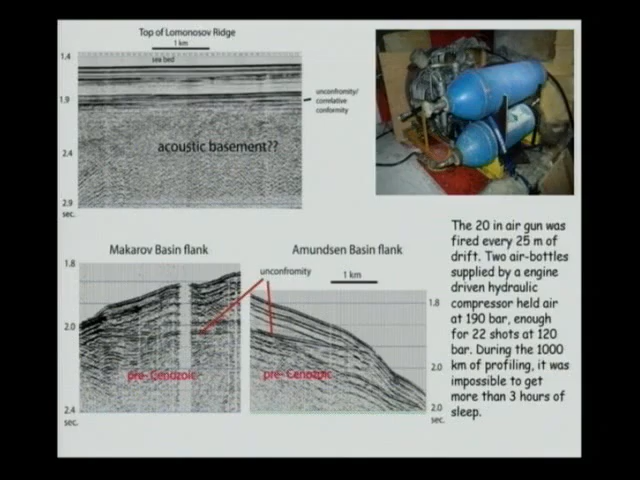 Top of Lomonosov Ridge
1 km
1,4
sea bed
unconfromity/
correlative
conformity
1,9
acoustic basement??
2,4
2,9
sec.
Makarov Basin flank
Amundsen Basin flank
1.8
unconfromity
1 km
1.8
2.0
pre- Cenozoic
pre- Cenozoic
2.0
2.4
2.0
sec.
sec.
The 20 in air gun was
fired every 25 m of
drift. Two air-bottles
supplied by a engine
driven hydraulic
compressor held air
at 190 bar, enough
for 22 shots at 120
bar. During the 1000
km of profiling, it was
impossible to get
more than 3 hours of
sleep.